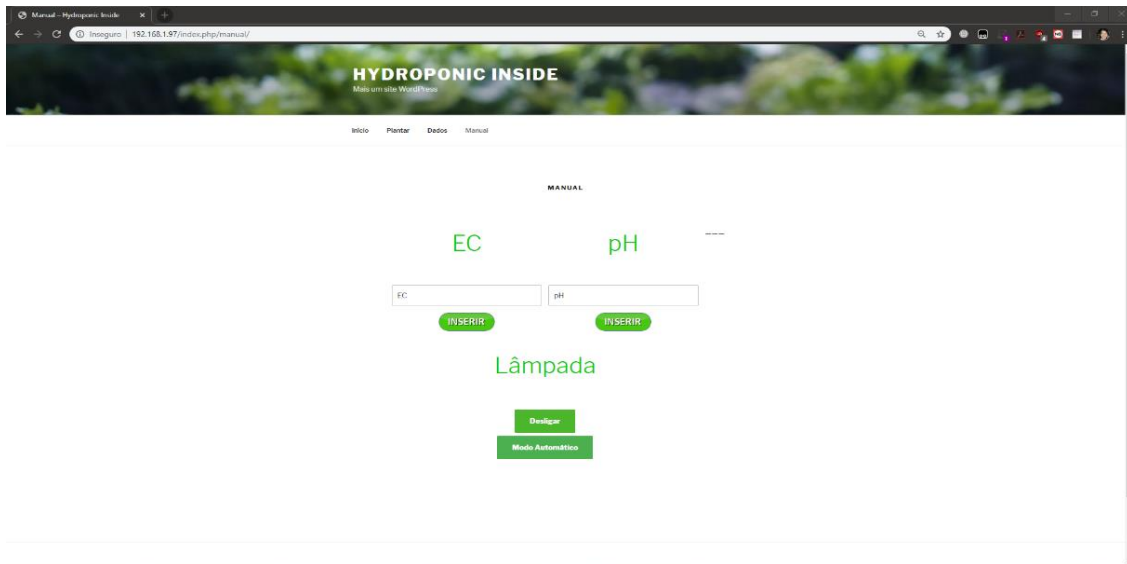 Manual – Hydroponic Inside
Inseguro | 192.168.1.97/index.php/manual/
HYDROPONIC INSIDE
Mais um site WordPress
Início Plantar Dados Manual
MANUAL
EC pH ---
EC pH
INSERIR INSERIR
Lâmpada
Desligar
Modo Automático